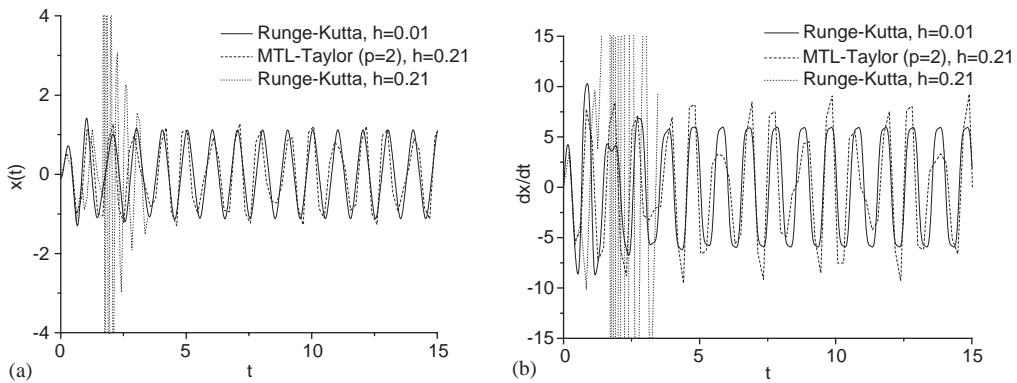 Runge-Kutta, h=0.01
MTL-Taylor (p=2), h=0.21
Runge-Kutta, h=0.21
4
2
0
-2
-4
x(t)
0
5
10
15
t
(a)
Runge-Kutta, h=0.01
MTL-Taylor (p=2), h=0.21
Runge-Kutta, h=0.21
15
10
5
0
-5
-10
-15
dx/dt
0
5
10
15
t
(b)